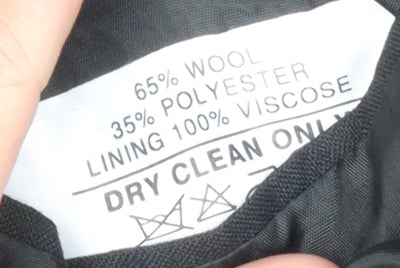 65% WOOL
35% POLYESTER
LINING 100% VISCOSE
DRY CLEAN ONLY